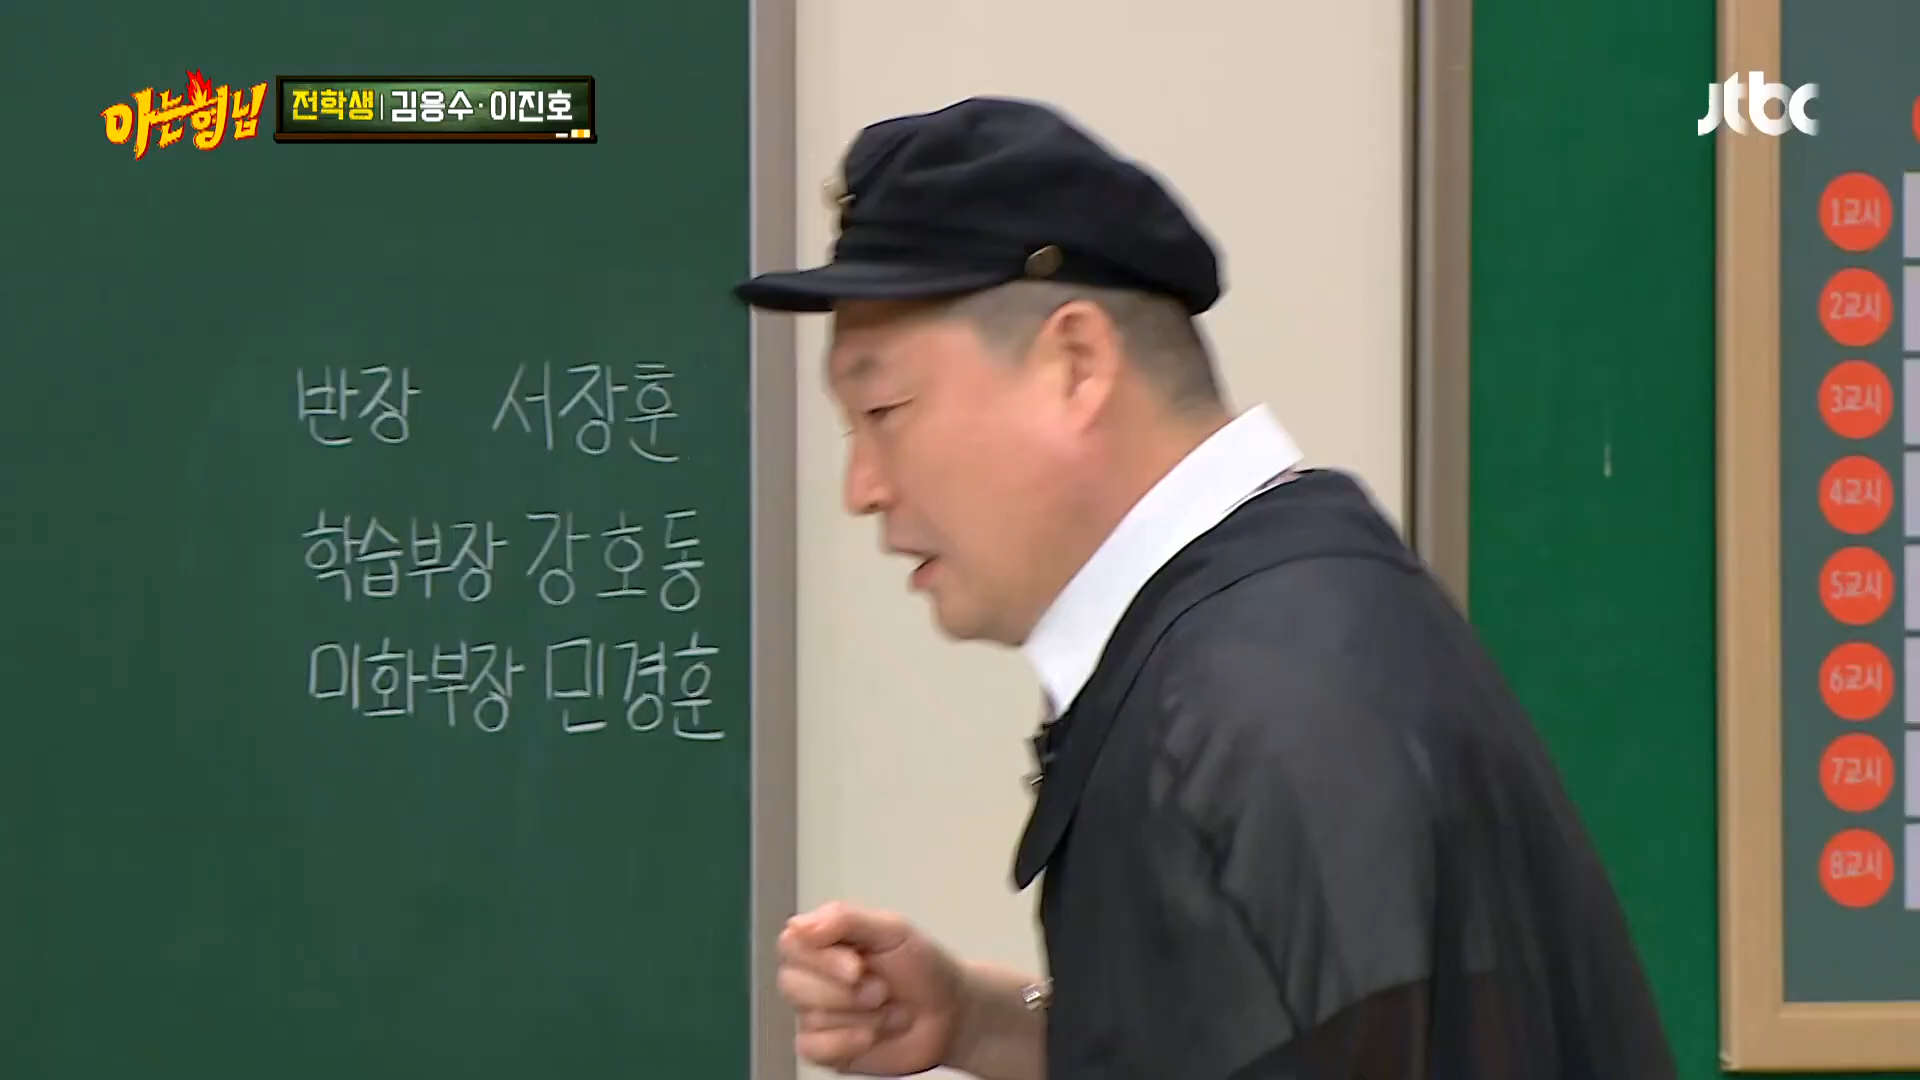 아는형님
전학생 | 김용수·이진호
jtbc
반장 서장훈
학습부장 강호동
미화부장 민경훈
1교시
2교시
3교시
4교시
5교시
6교시
7교시
8교시